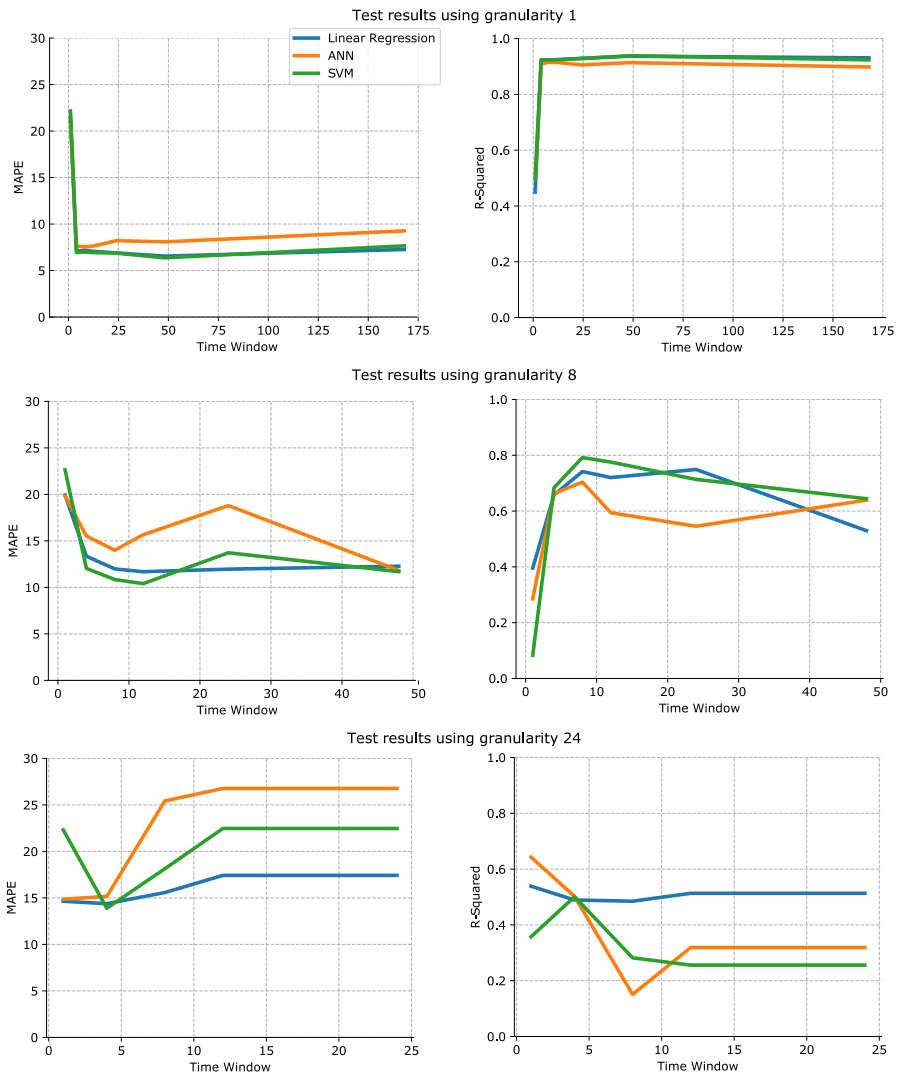 Test results using granularity 1
Linear Regression
ANN
SVM
MAPE
30
25
20
15
10
5
0
0 25 50 75 100 125 150 175
Time Window
R-Squared
1.0
0.8
0.6
0.4
0.2
0.0
0 25 50 75 100 125 150 175
Time Window
Test results using granularity 8
MAPE
30
25
20
15
10
5
0
0 10 20 30 40 50
Time Window
1.0
0.8
0.6
0.4
0.2
0.0
0 10 20 30 40 50
Time Window
Test results using granularity 24
MAPE
30
25
20
15
10
5
0
0 5 10 15 20 25
Time Window
R-Squared
1.0
0.8
0.6
0.4
0.2
0.0
0 5 10 15 20 25
Time Window